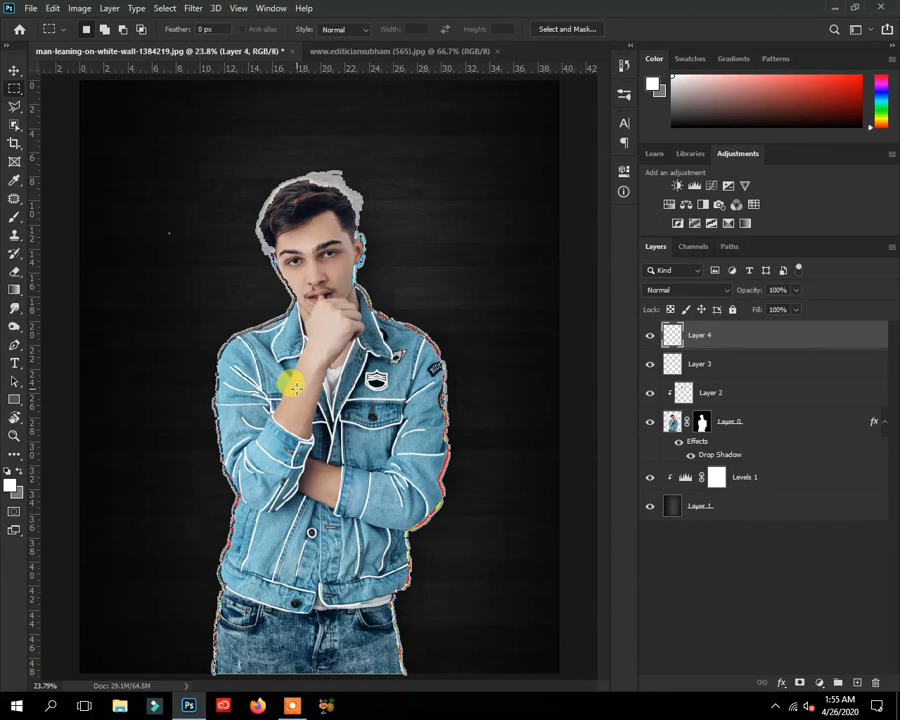 File Edit Image Layer Type Select Filter 3D View Window Help
Feather: 0 px Anti-alias Style: Normal Width: Height: Select and Mask...
man-leaning-on-white-wall-1384219.jpg @ 23.8% (Layer 4, RGB/8) * × www.editiciansubham (565).jpg @ 66.7% (RGB/8) ×
Color Swatches Gradients Patterns
Learn Libraries Adjustments
Add an adjustment
Layers Channels Paths
Kind
Normal Opacity: 100%
Lock: Fill: 100%
Layer 4
Layer 3
Layer 2
Layer 0 fx
Effects
Drop Shadow
Levels 1
Layer 1
23.79% Doc: 29.1M/64.5M
1:55 AM
4/26/2020